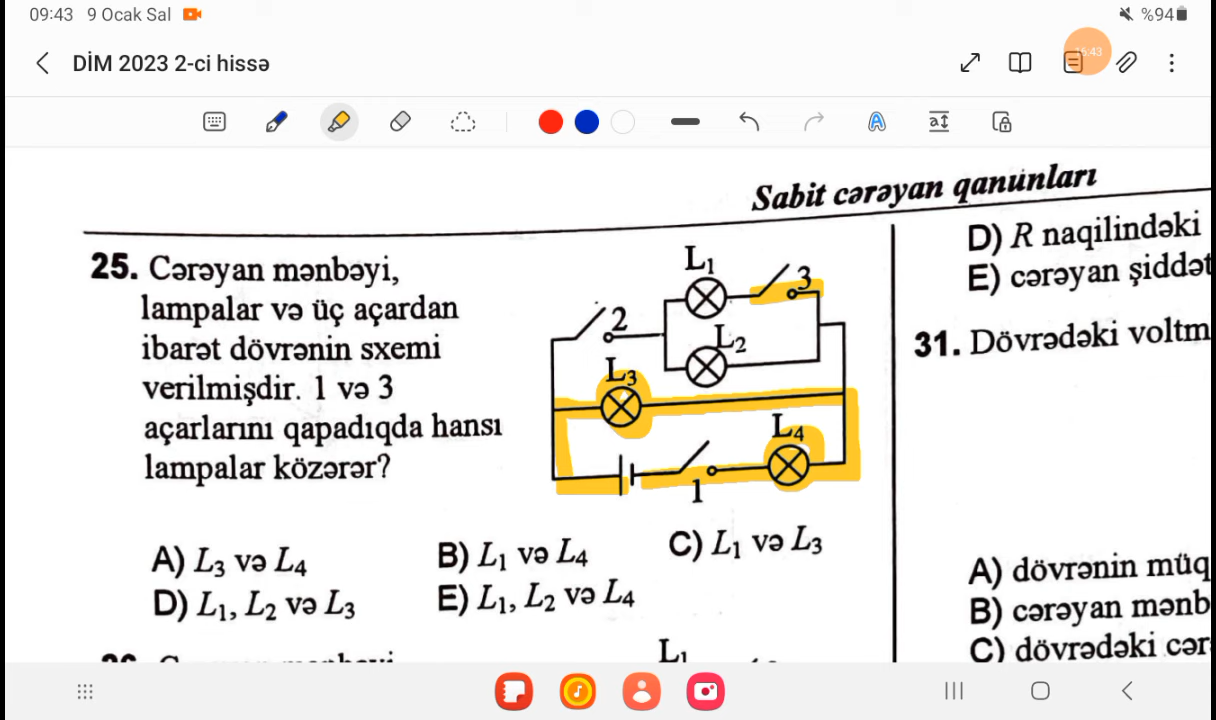 09:43 9 Ocak Sal
%94
DİM 2023 2-ci hissə
Sabit cərəyan qanunları
25. Cərəyan mənbəyi,
lampalar və üç açardan
ibarət dövrənin sxemi
verilmişdir. 1 və 3
açarlarını qapadıqda hansı
lampalar közərər?
L1
3
2
L2
L3
L4
1
A) L3 və L4
B) L1 və L4
C) L1 və L3
D) L1, L2 və L3
E) L1, L2 və L4
L1
D) R naqilindəki
E) cərəyan şiddət
31. Dövrədəki voltm
A) dövrənin müq
B) cərəyan mənb
C) dövrədəki cər